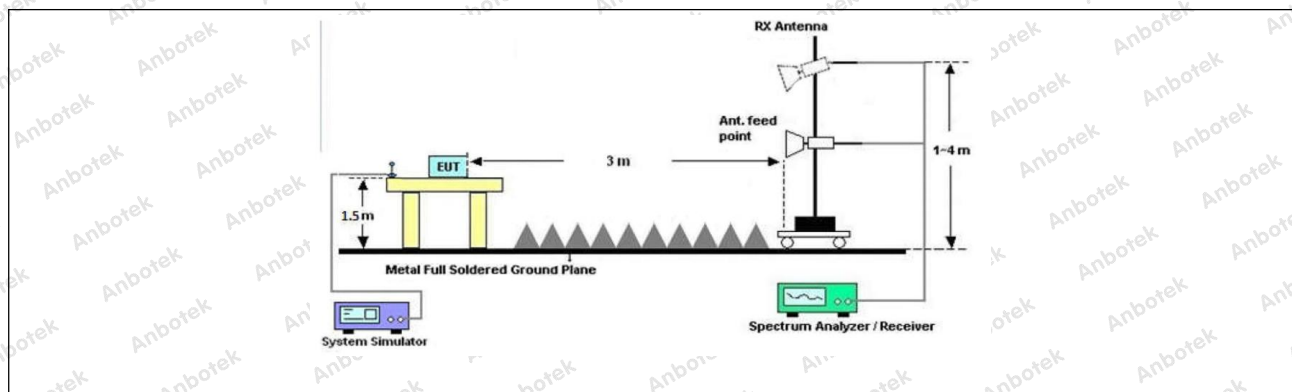 RX Antenna
Ant. feed
point
EUT
3 m
1~4 m
1.5 m
Metal Full Soldered Ground Plane
System Simulator
Spectrum Analyzer / Receiver
Anbotek